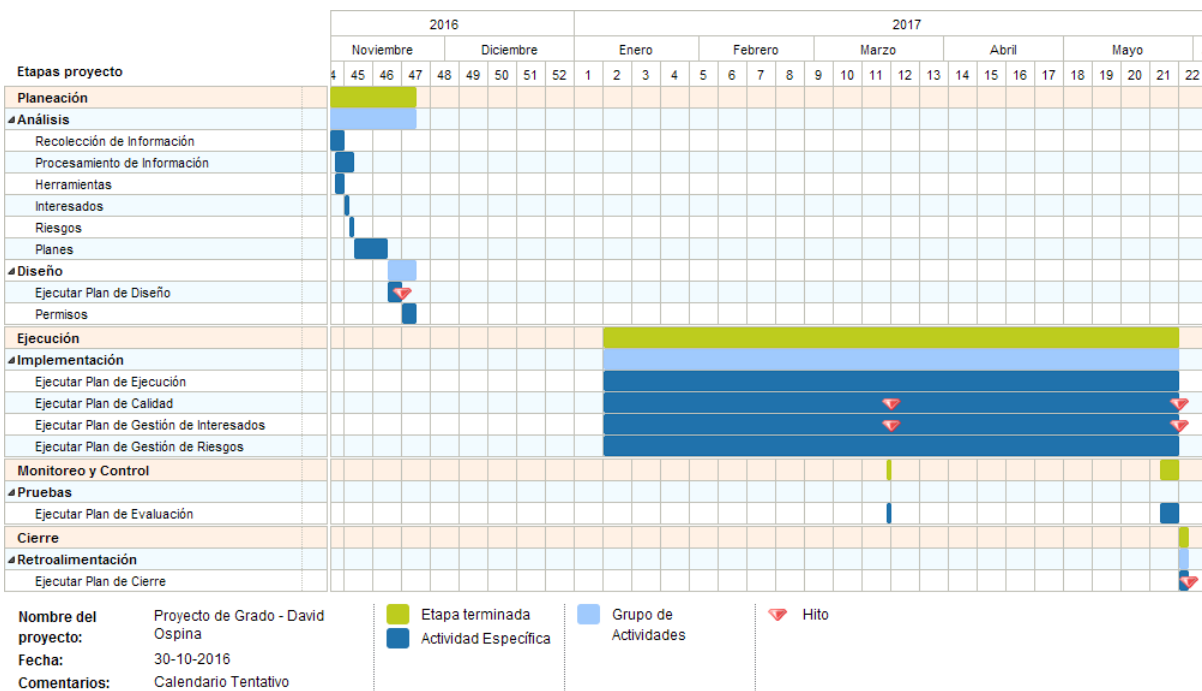 2016 2017
Noviembre Diciembre Enero Febrero Marzo Abril Mayo
Etapas proyecto 4 45 46 47 48 49 50 51 52 1 2 3 4 5 6 7 8 9 10 11 12 13 14 15 16 17 18 19 20 21 22
Planeación
Análisis
Recolección de Información
Procesamiento de Información
Herramientas
Interesados
Riesgos
Planes
Diseño
Ejecutar Plan de Diseño
Permisos
Ejecución
Implementación
Ejecutar Plan de Ejecución
Ejecutar Plan de Calidad
Ejecutar Plan de Gestión de Interesados
Ejecutar Plan de Gestión de Riesgos
Monitoreo y Control
Pruebas
Ejecutar Plan de Evaluación
Cierre
Retroalimentación
Ejecutar Plan de Cierre
Nombre del proyecto: Proyecto de Grado - David Ospina
Fecha: 30-10-2016
Comentarios: Calendario Tentativo
Etapa terminada
Actividad Específica
Grupo de
Actividades
Hito